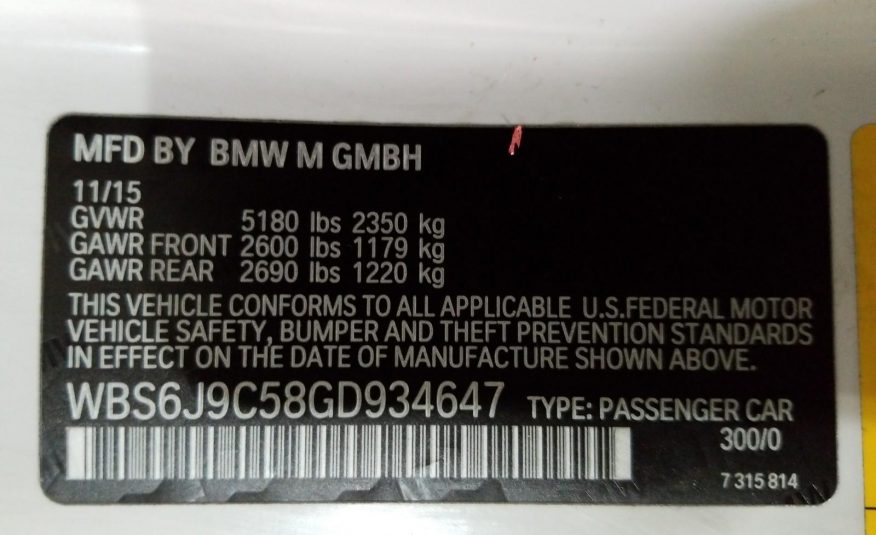 MFD BY BMW M GMBH
11/15
GVWR 5180 lbs 2350 kg
GAWR FRONT 2600 lbs 1179 kg
GAWR REAR 2690 lbs 1220 kg
THIS VEHICLE CONFORMS TO ALL APPLICABLE U.S.FEDERAL MOTOR
VEHICLE SAFETY, BUMPER AND THEFT PREVENTION STANDARDS
IN EFFECT ON THE DATE OF MANUFACTURE SHOWN ABOVE.
WBS6J9C58GD934647 TYPE: PASSENGER CAR
300/0
7 315 814